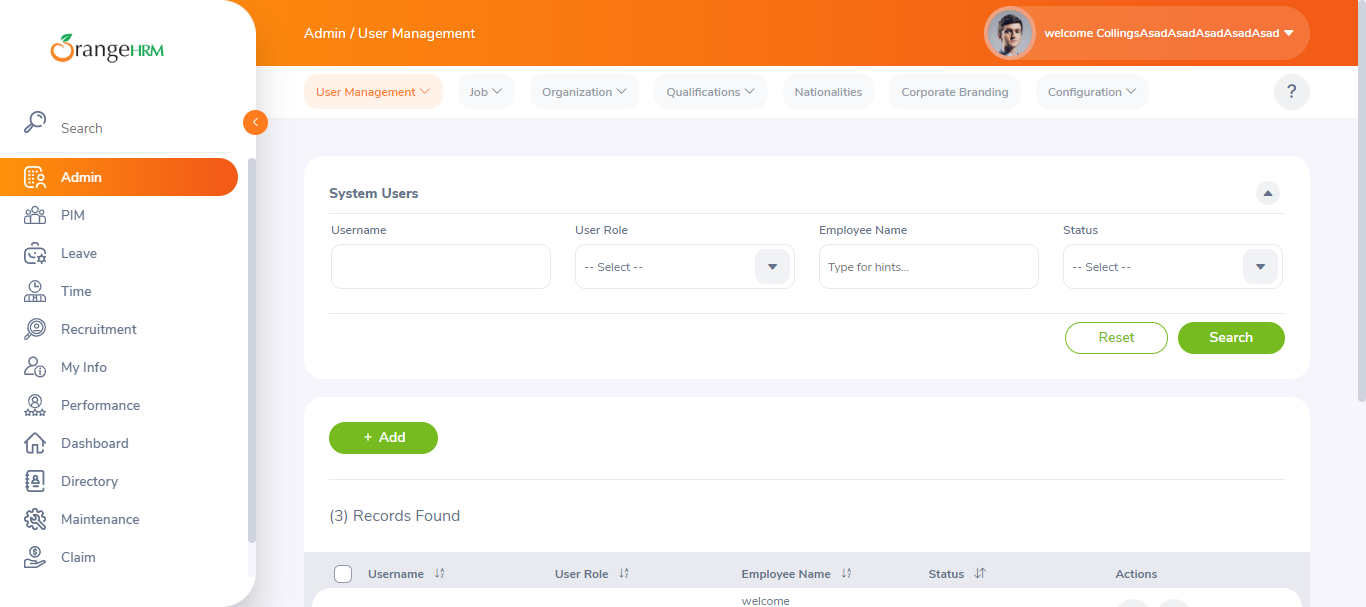 OrangeHRM
Admin / User Management
welcome CollingsAsadAsadAsadAsadAsad
User Management
Job
Organization
Qualifications
Nationalities
Corporate Branding
Configuration
?
Search
Admin
PIM
Leave
Time
Recruitment
My Info
Performance
Dashboard
Directory
Maintenance
Claim
System Users
Username
User Role
Employee Name
Status
-- Select --
Type for hints...
-- Select --
Reset
Search
+ Add
(3) Records Found
Username
User Role
Employee Name
Status
Actions
welcome